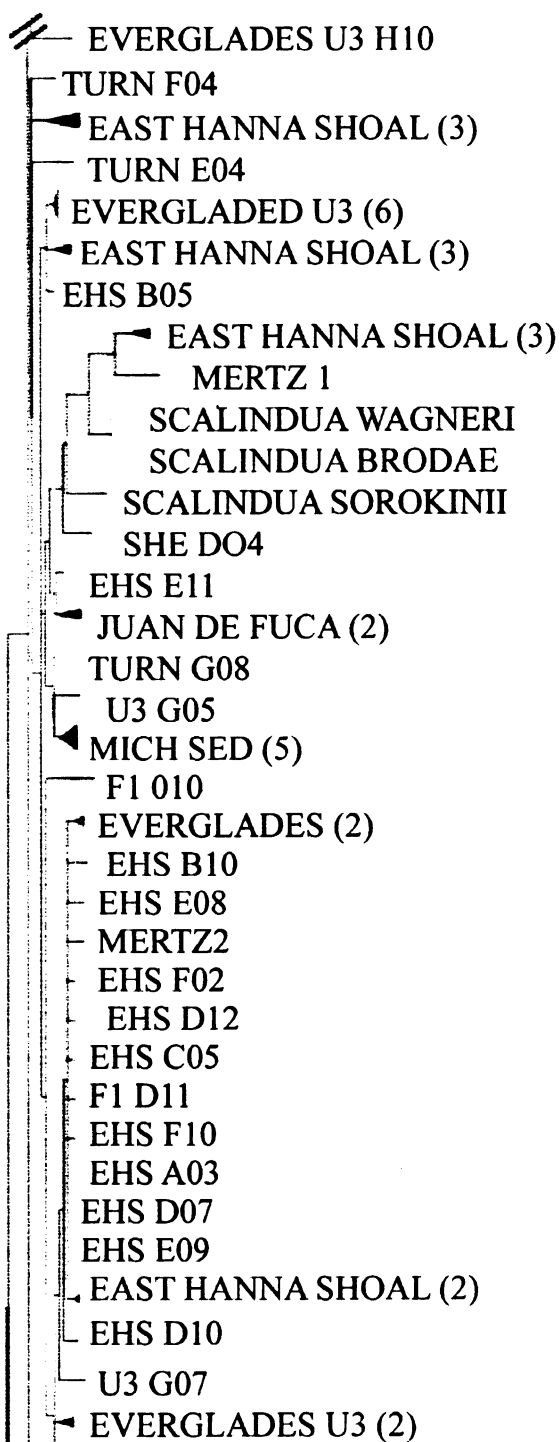 EVERGLADES U3 H10
TURN F04
EAST HANNA SHOAL (3)
TURN E04
EVERGLADED U3 (6)
EAST HANNA SHOAL (3)
EHS B05
EAST HANNA SHOAL (3)
MERTZ 1
SCALINDUA WAGNERI
SCALINDUA BRODAE
SCALINDUA SOROKINII
SHE DO4
EHS E11
JUAN DE FUCA (2)
TURN G08
U3 G05
MICH SED (5)
F1 010
EVERGLADES (2)
EHS B10
EHS E08
MERTZ2
EHS F02
EHS D12
EHS C05
F1 D11
EHS F10
EHS A03
EHS D07
EHS E09
EAST HANNA SHOAL (2)
EHS D10
U3 G07
EVERGLADES U3 (2)